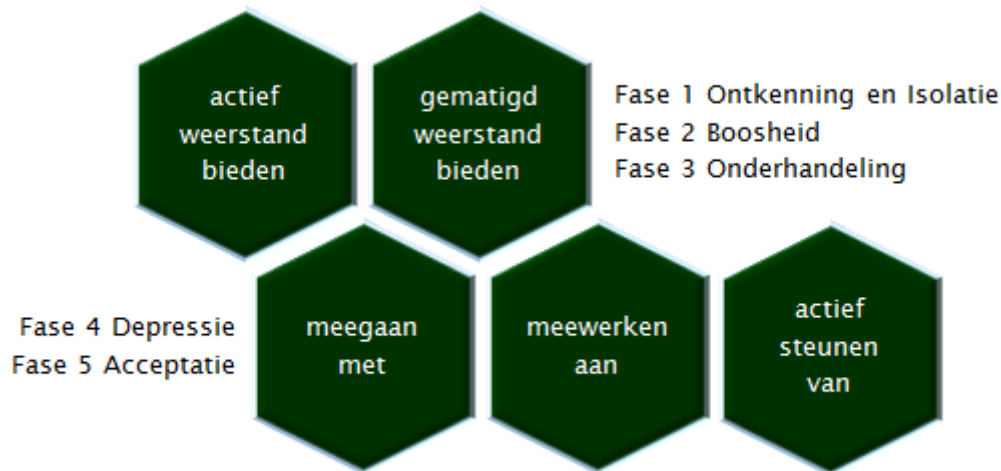 actief
weerstand
bieden
gematigd
weerstand
bieden
Fase 1 Ontkenning en Isolatie
Fase 2 Boosheid
Fase 3 Onderhandeling
Fase 4 Depressie
Fase 5 Acceptatie
meegaan
met
meewerken
aan
actief
steunen
van